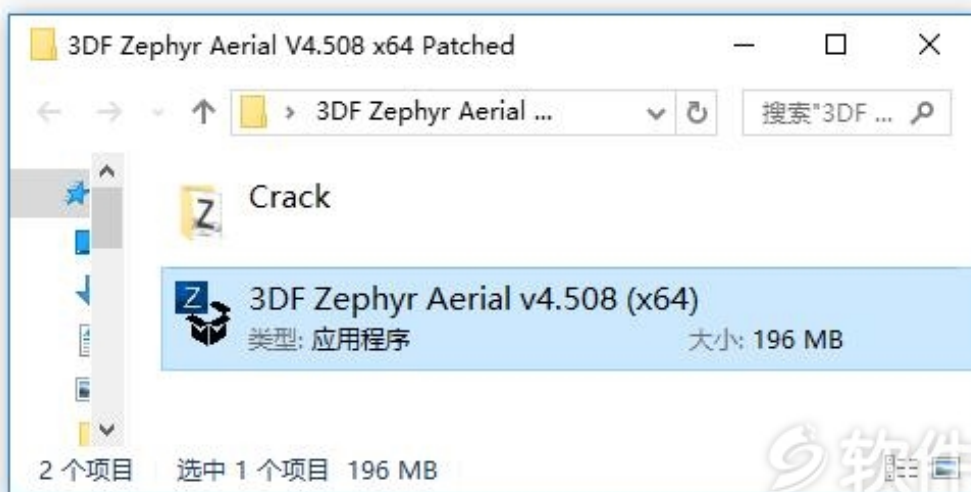 3DF Zephyr Aerial V4.508 x64 Patched
3DF Zephyr Aerial ...
搜索"3DF ...
Crack
Z
3DF Zephyr Aerial v4.508 (x64)
Z
类型: 应用程序 大小: 196 MB
2 个项目 选中 1 个项目 196 MB
软件